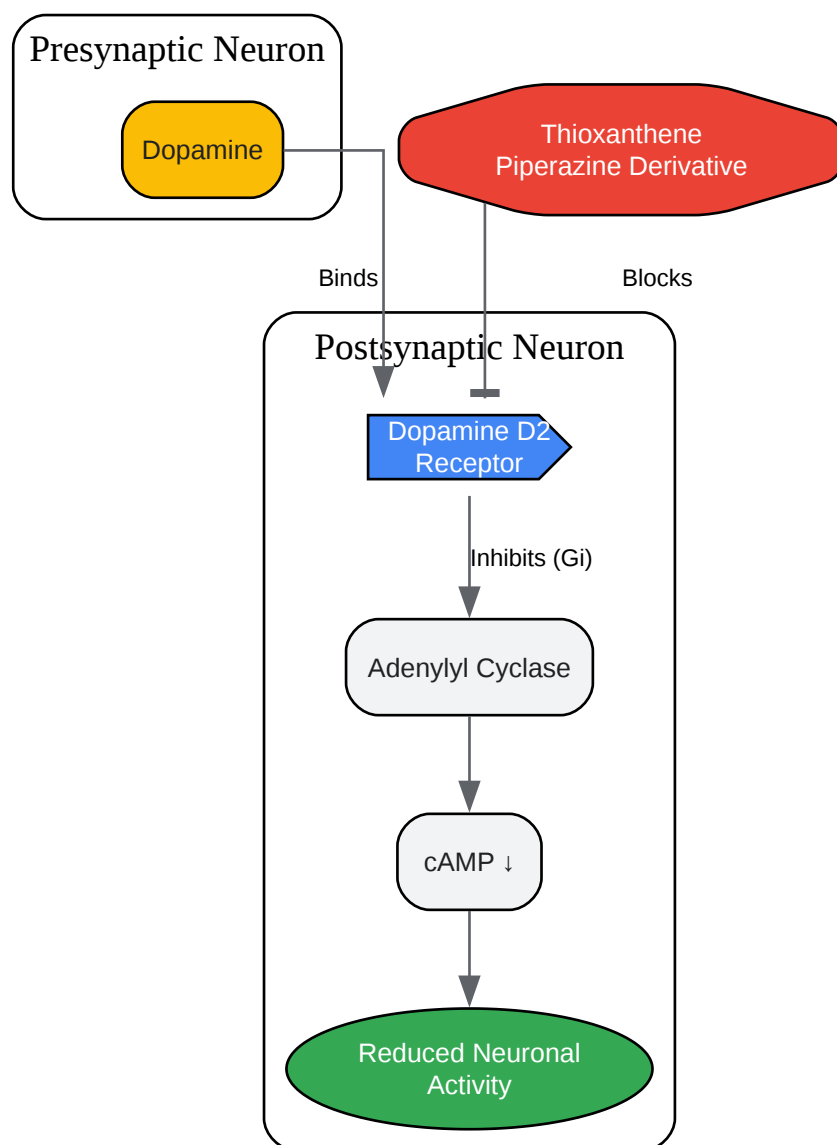 Presynaptic Neuron
Dopamine
Thioxanthene
Piperazine Derivative
Binds
Blocks
Postsynaptic Neuron
Dopamine D2
Receptor
Inhibits (Gi)
Adenylyl Cyclase
cAMP ↓
Reduced Neuronal
Activity